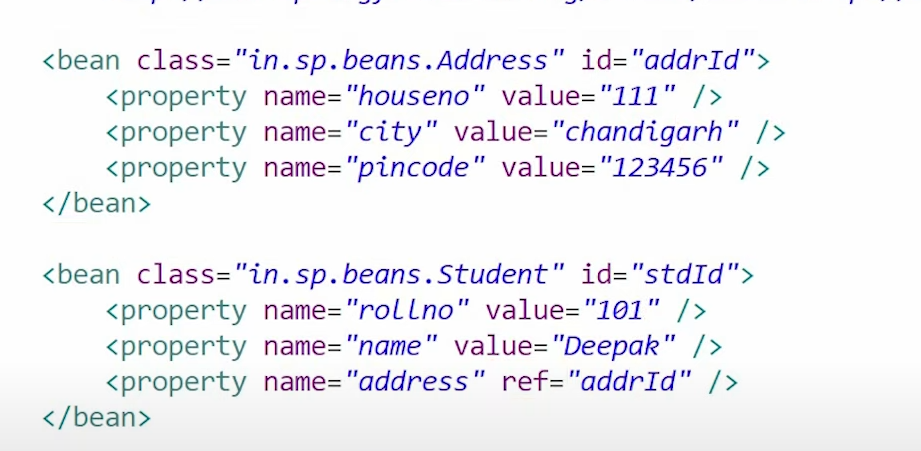 <bean class="in.sp.beans.Address" id="addrId">
<property name="houseno" value="111" />
<property name="city" value="chandigarh" />
<property name="pincode" value="123456" />
</bean>
<bean class="in.sp.beans.Student" id="stdId">
<property name="rollno" value="101" />
<property name="name" value="Deepak" />
<property name="address" ref="addrId" />
</bean>